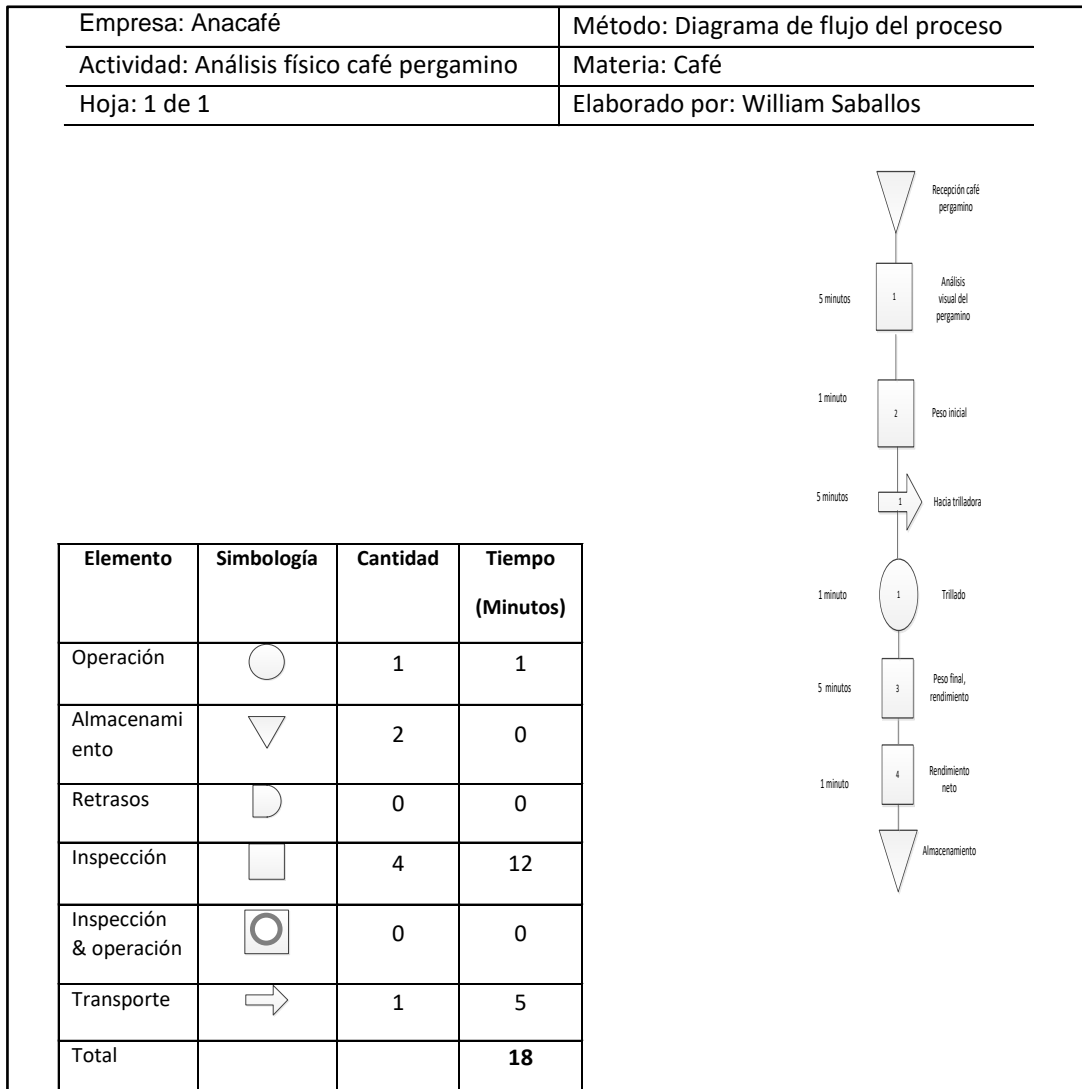 Empresa: Anacafé
Método: Diagrama de flujo del proceso
Actividad: Análisis físico café pergamino
Materia: Café
Hoja: 1 de 1
Elaborado por: William Saballos
Recepción café
pergamino
5 minutos
1
Análisis
visual del
pergamino
1 minuto
2
Peso inicial
5 minutos
1
Hacia trilladora
1 minuto
1
Trillado
5 minutos
3
Peso final,
rendimiento
1 minuto
4
Rendimiento
neto
Almacenamiento
Elemento
Simbología
Cantidad
Tiempo
(Minutos)
Operación
1
1
Almacenami
ento
2
0
Retrasos
0
0
Inspección
4
12
Inspección
& operación
0
0
Transporte
1
5
Total
18